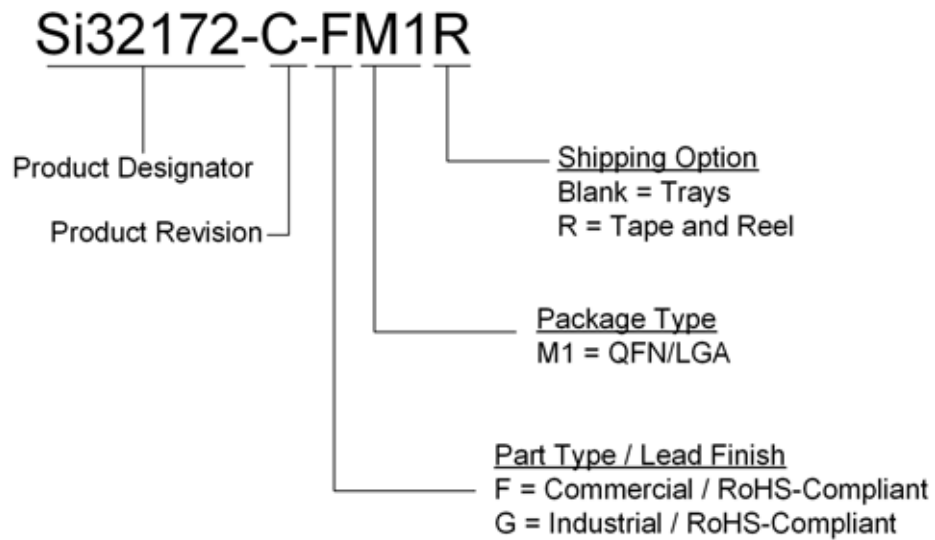 Si32172-C-FM1R
Product Designator
Product Revision
Shipping Option
Blank = Trays
R = Tape and Reel
Package Type
M1 = QFN/LGA
Part Type / Lead Finish
F = Commercial / RoHS-Compliant
G = Industrial / RoHS-Compliant